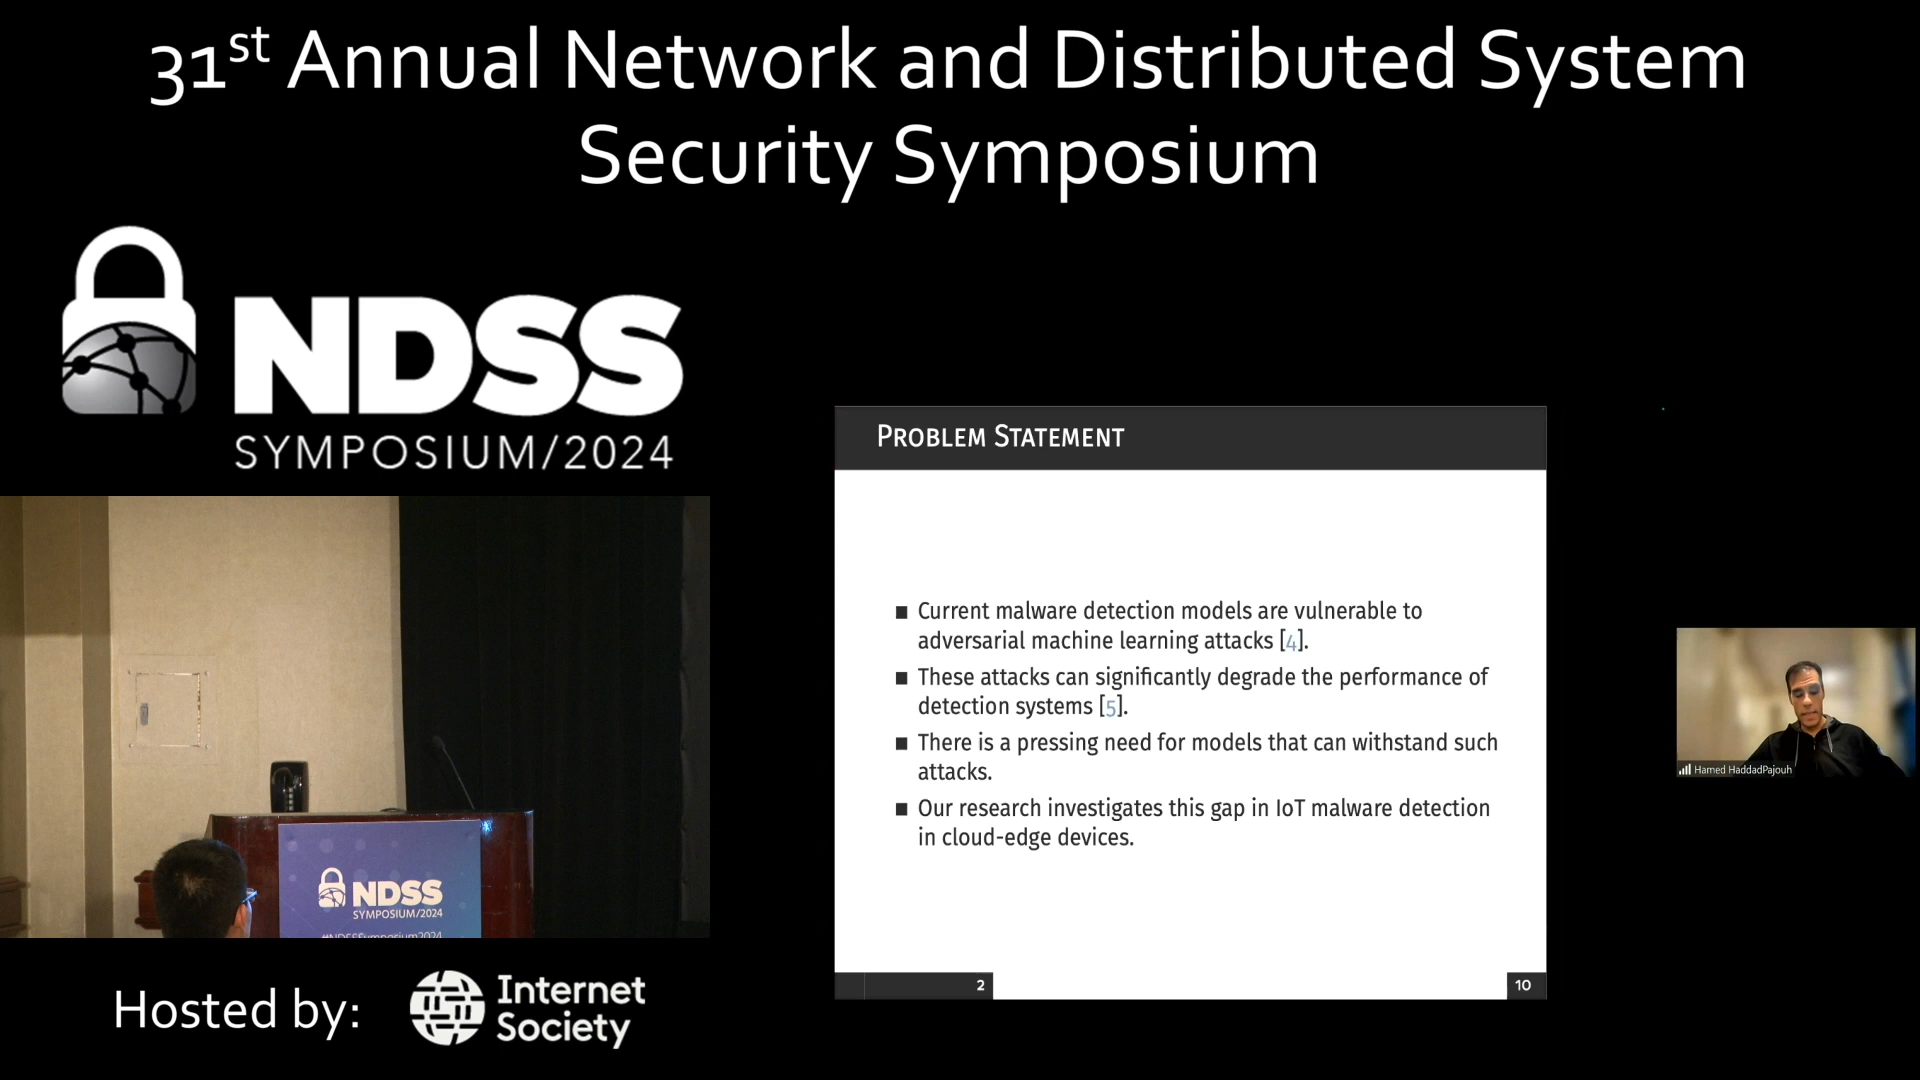 31st Annual Network and Distributed System
Security Symposium
NDSS
SYMPOSIUM/2024
PROBLEM STATEMENT
■ Current malware detection models are vulnerable to
adversarial machine learning attacks [4].
■ These attacks can significantly degrade the performance of
detection systems [5].
■ There is a pressing need for models that can withstand such
attacks.
■ Our research investigates this gap in IoT malware detection
in cloud-edge devices.
2
10
Hamed HaddadPajouh
NDSS
SYMPOSIUM/2024
#NDSSSymposium2024
Hosted by:
Internet
Society